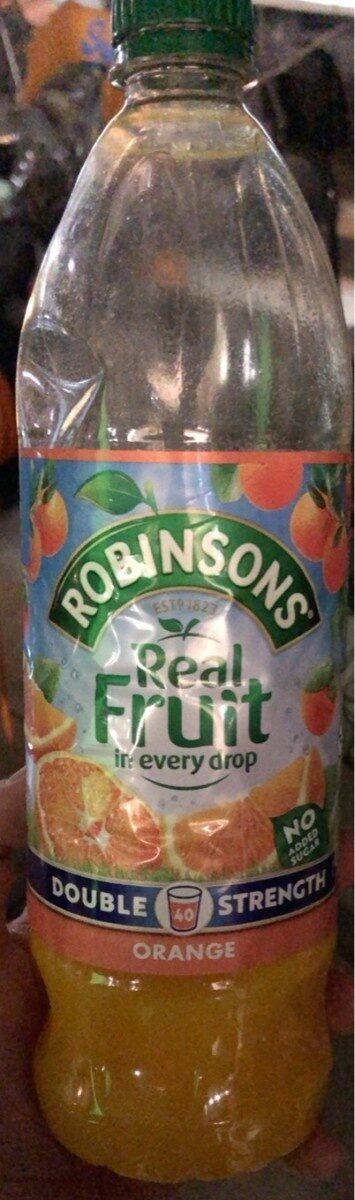 ROBINSONS
ESTD 1823
Real
Fruit
in every drop
NO
ADDED
SUGAR
DOUBLE 40 STRENGTH
ORANGE